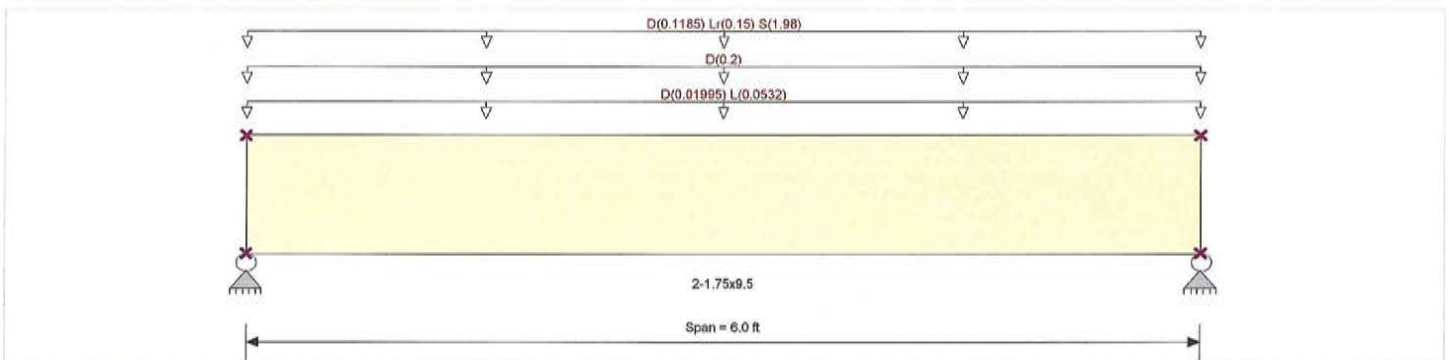 D(0.1185) Lr(0.15) S(1.98)
D(0.2)
D(0.01995) L(0.0532)
2-1.75x9.5
Span = 6.0 ft